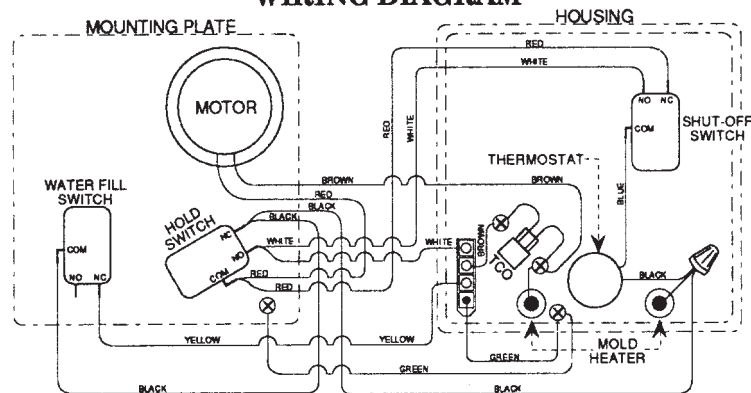 WIRING DIAGRAM
MOUNTING PLATE
HOUSING
RED
WHITE
MOTOR
RED
WHITE
NO NC
COM
SHUT-OFF
SWITCH
THERMOSTAT
BROWN
BROWN
BLUE
WATER FILL
SWITCH
RED
BLACK
BLACK
HOLD
SWITCH
NC
NO
COM
COM
NO NC
WHITE
WHITE
BROWN
TCO
RED
RED
BLACK
YELLOW
YELLOW
GREEN
GREEN
MOLD
HEATER
BLACK
BLACK